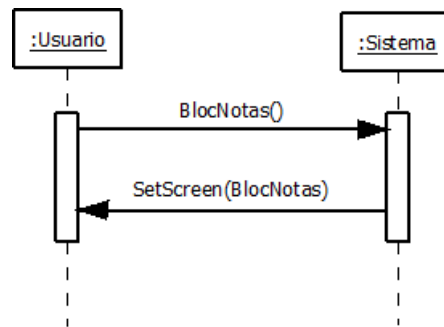 :Usuario
:Sistema
BlocNotas()
SetScreen(BlocNotas)